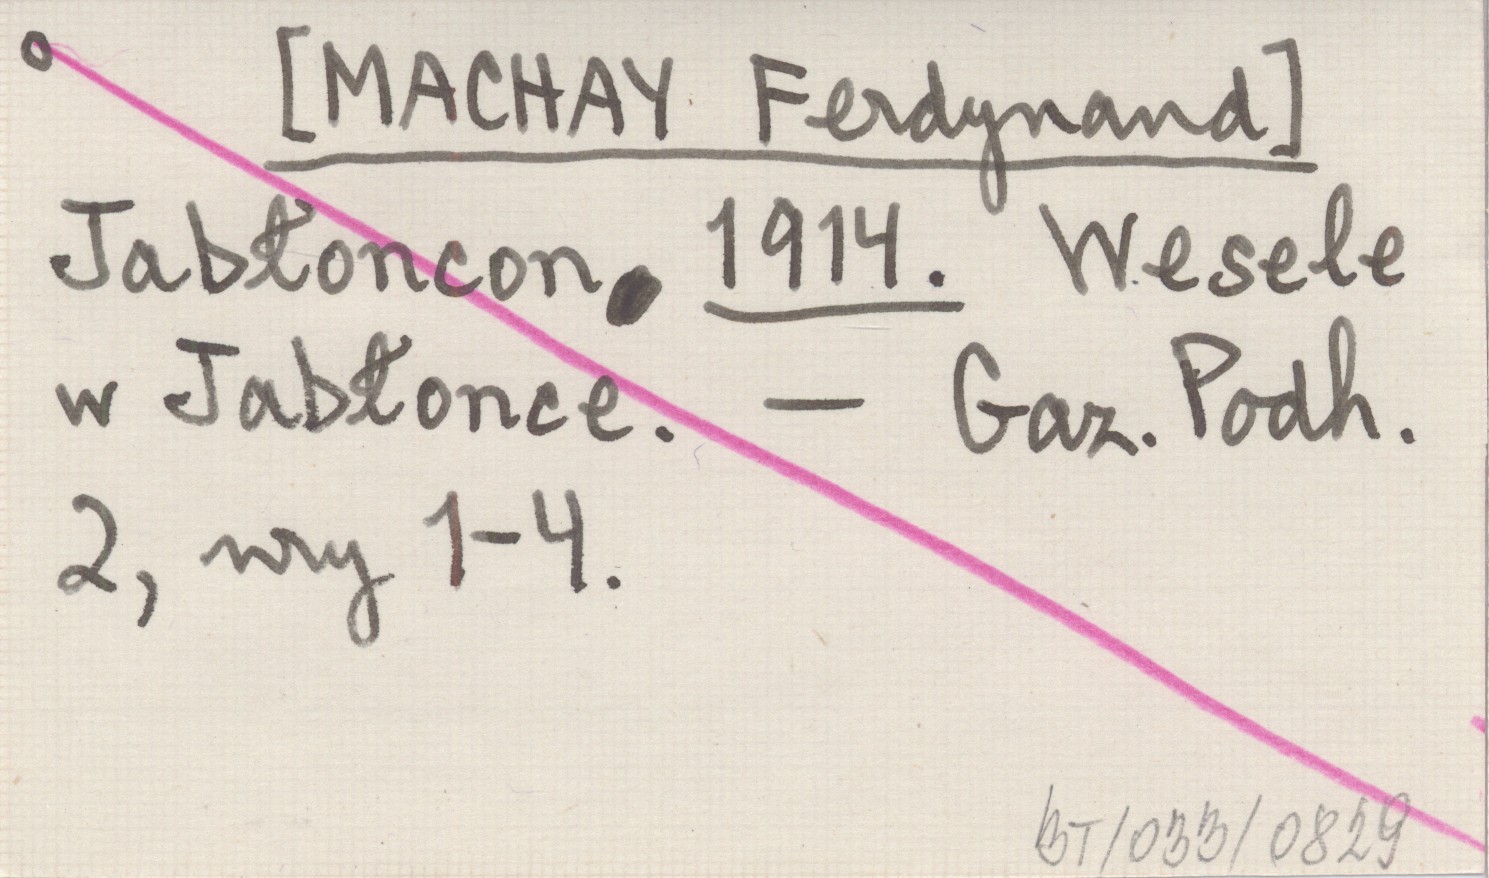 [MACHAY Ferdynand]
Jabłoncon. 1914. Wesele
w Jabłonce. — Gaz. Podh.
2, nry 1-4.
BT/033/0829